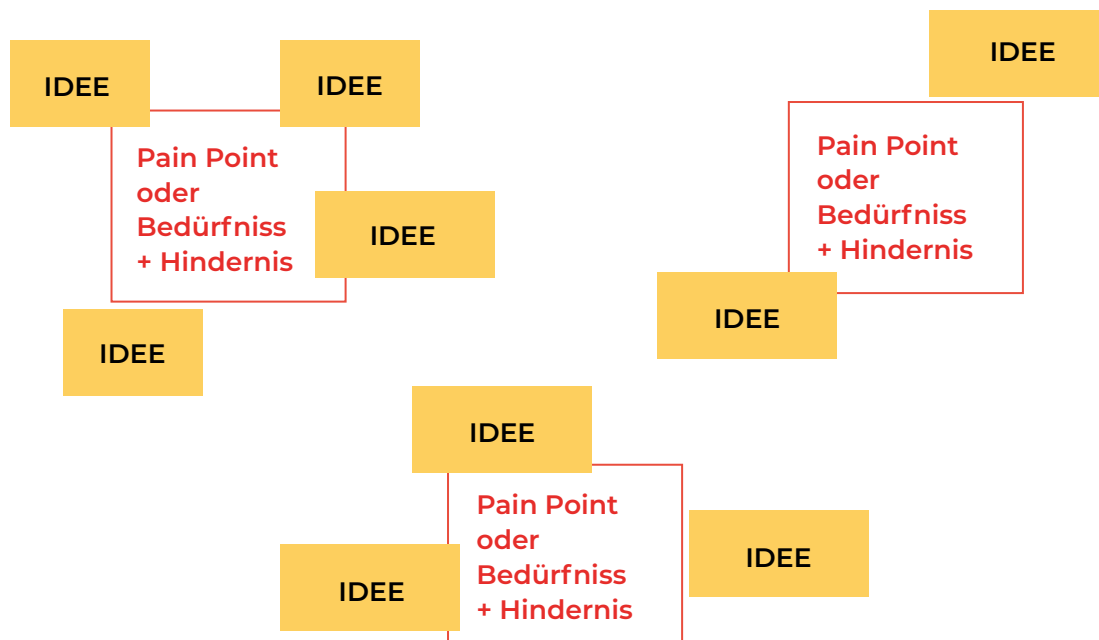 IDEE
IDEE
Pain Point
oder
Bedürfniss
+ Hindernis
IDEE
IDEE
IDEE
Pain Point
oder
Bedürfniss
+ Hindernis
IDEE
IDEE
Pain Point
oder
Bedürfniss
+ Hindernis
IDEE
IDEE